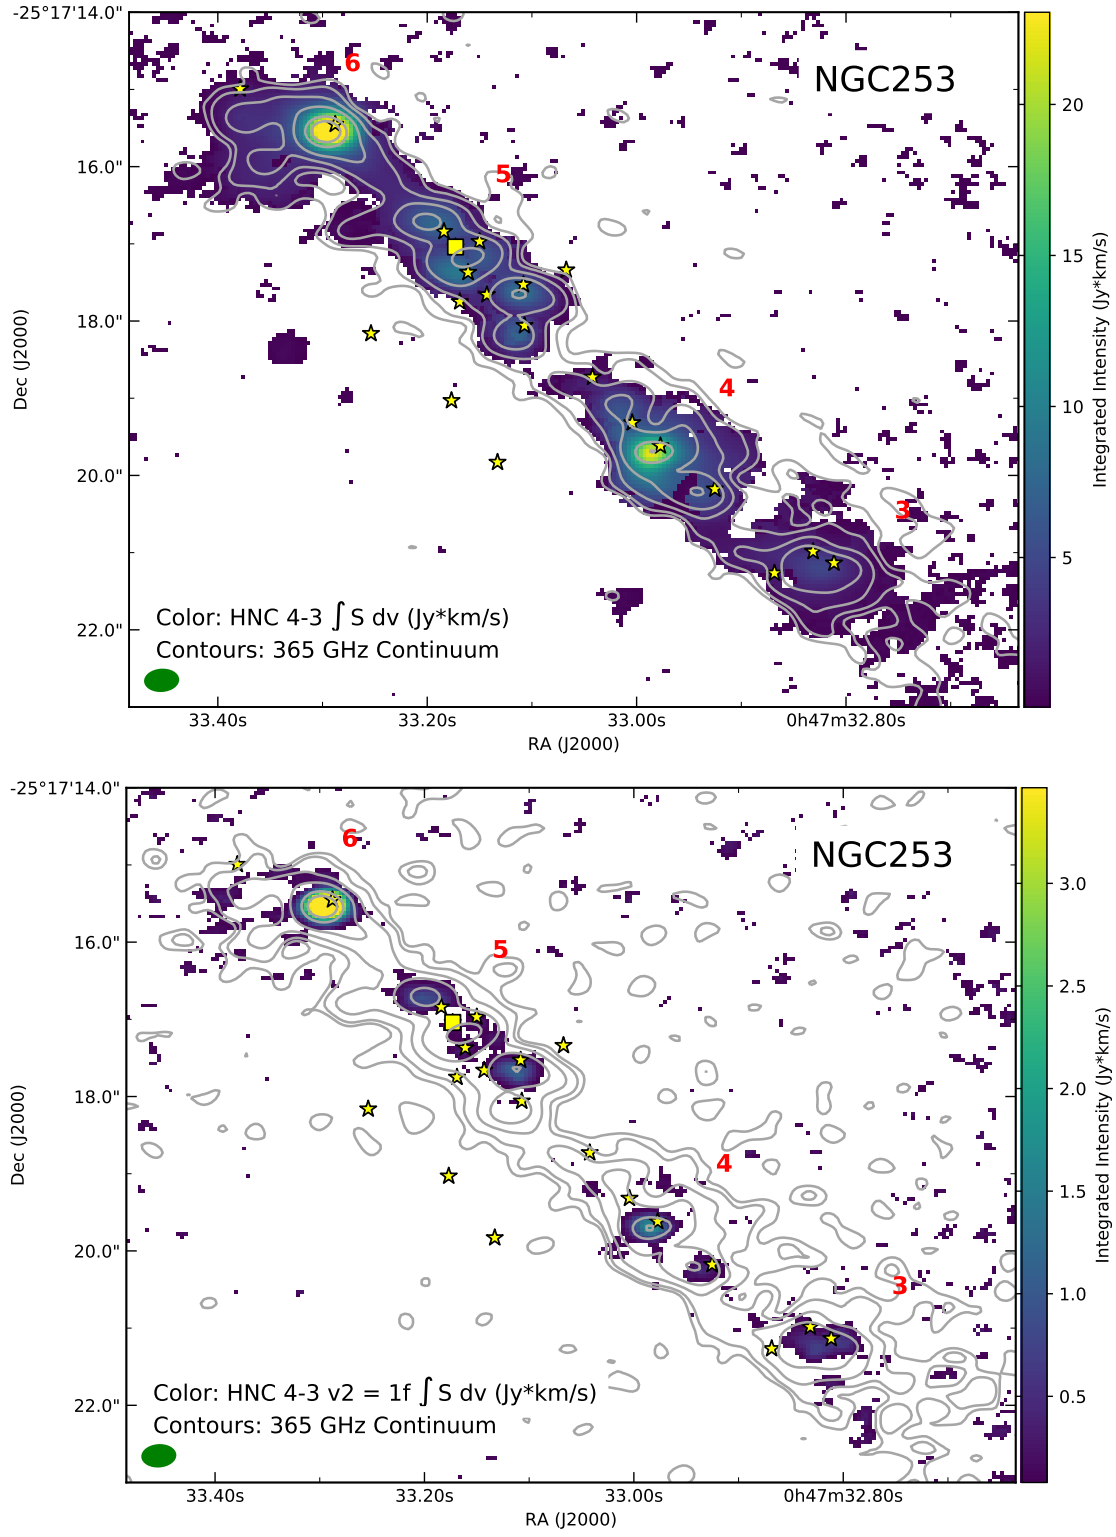 -25°17'14.0"
6
NGC253
20
16.0"
5
15
Dec (J2000)
18.0"
Integrated Intensity (Jy*km/s)
4
10
20.0"
3
5
Color: HNC 4-3 ∫ S dv (Jy*km/s)
22.0"
Contours: 365 GHz Continuum
33.40s 33.20s 33.00s 0h47m32.80s
RA (J2000)
-25°17'14.0"
6
NGC253
3.0
16.0"
5
2.5
Dec (J2000)
18.0"
2.0
Integrated Intensity (Jy*km/s)
4
1.5
20.0"
3
1.0
Color: HNC 4-3 v2 = 1f ∫ S dv (Jy*km/s)
0.5
22.0"
Contours: 365 GHz Continuum
33.40s 33.20s 33.00s 0h47m32.80s
RA (J2000)